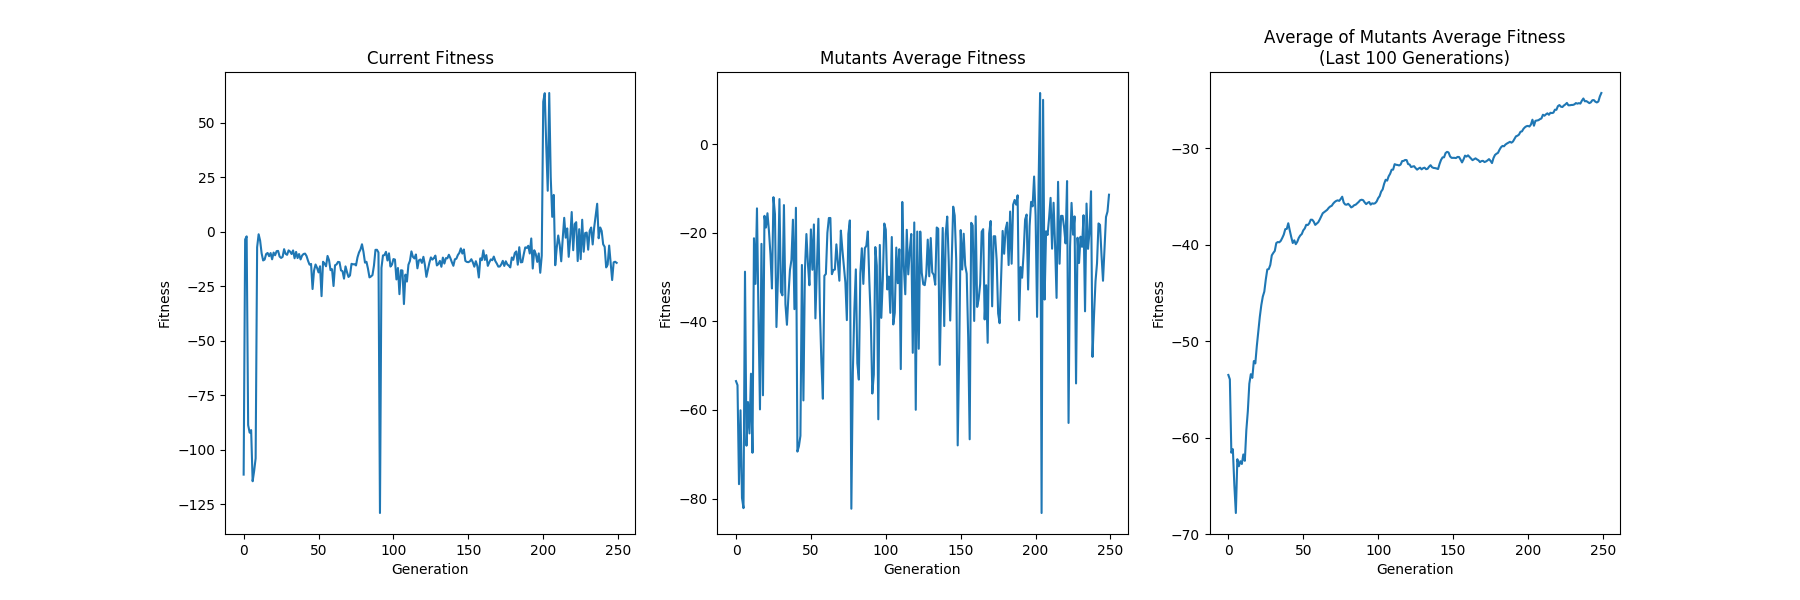 Current Fitness
Fitness
50
25
0
−25
−50
−75
−100
−125
0 50 100 150 200 250
Generation
Mutants Average Fitness
Fitness
0
−20
−40
−60
−80
0 50 100 150 200 250
Generation
Average of Mutants Average Fitness
(Last 100 Generations)
Fitness
−30
−40
−50
−60
−70
0 50 100 150 200 250
Generation